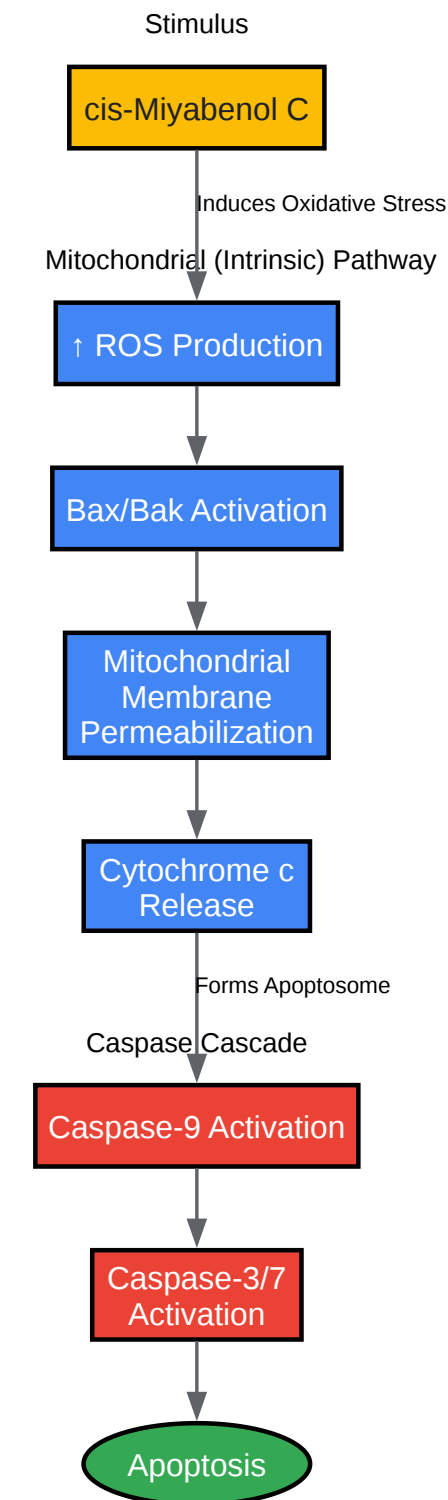 Stimulus
cis-Miyabenol C
Induces Oxidative Stress
Mitochondrial (Intrinsic) Pathway
↑ ROS Production
Bax/Bak Activation
Mitochondrial
Membrane
Permeabilization
Cytochrome c
Release
Forms Apoptosome
Caspase Cascade
Caspase-9 Activation
Caspase-3/7
Activation
Apoptosis